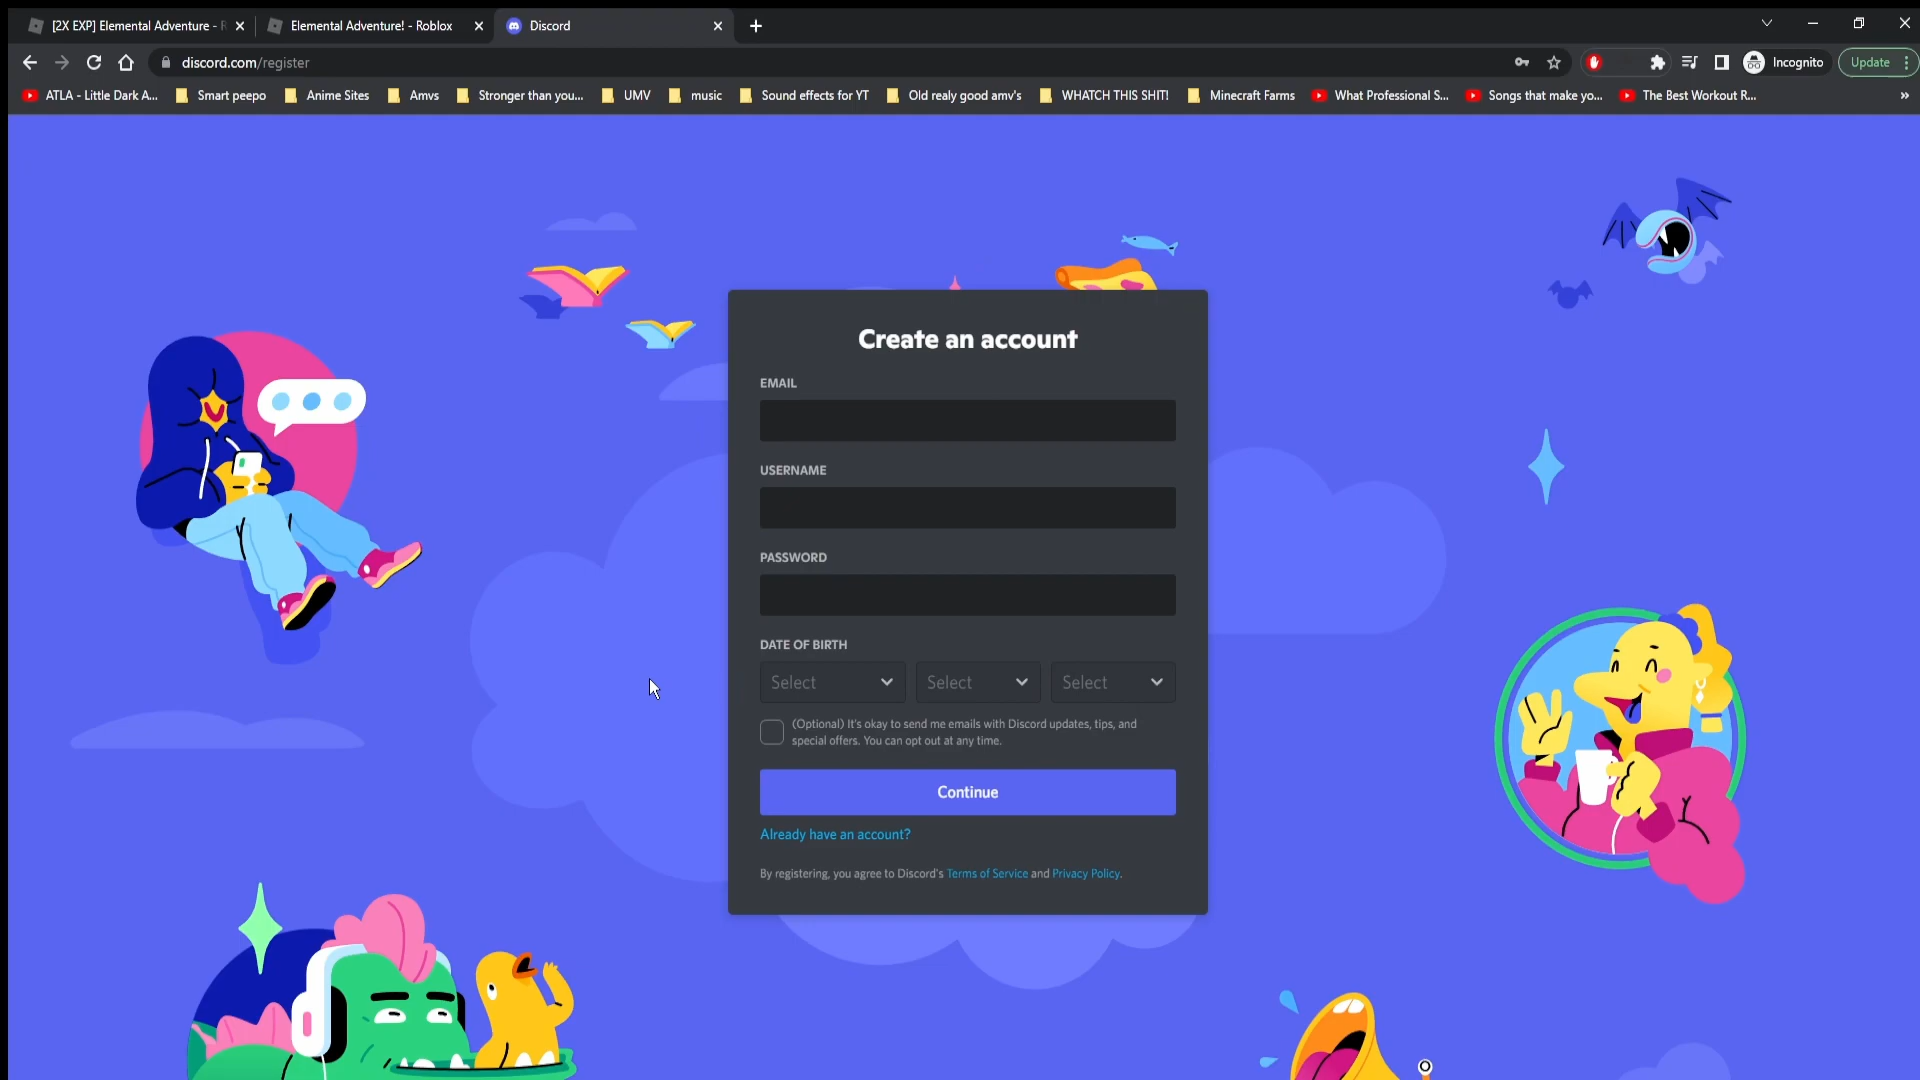 [2X EXP] Elemental Adventure -
Elemental Adventure! - Roblox
Discord
discord.com/register
Incognito
Update
ATLA - Little Dark A...
Smart peepo
Anime Sites
Amvs
Stronger than you...
UMV
music
Sound effects for YT
Old realy good amv's
WHATCH THIS SHIT!
Minecraft Farms
What Professional S...
Songs that make yo...
The Best Workout R...
»
Create an account
EMAIL
USERNAME
PASSWORD
DATE OF BIRTH
Select
Select
Select
(Optional) It's okay to send me emails with Discord updates, tips, and
special offers. You can opt out at any time.
Continue
Already have an account?
By registering, you agree to Discord's Terms of Service and Privacy Policy.